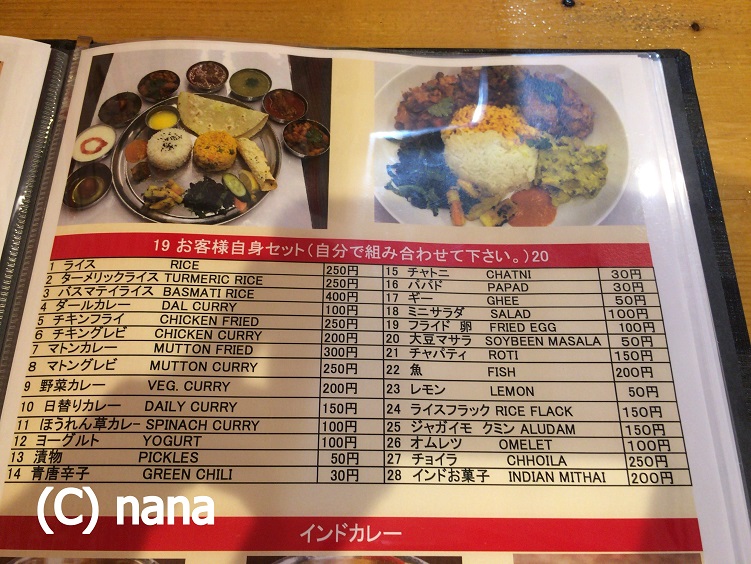 19 お客様自身セット(自分で組み合わせて下さい。)20
1 ライス RICE 250円
2 ターメリックライス TURMERIC RICE 250円
3 バスマテイライス BASMATI RICE 400円
4 ダールカレー DAL CURRY 100円
5 チキンフライ CHICKEN FRIED 250円
6 チキングレビ CHICKEN CURRY 200円
7 マトンカレー MUTTON FRIED 300円
8 マトングレビ MUTTON CURRY 250円
9 野菜カレー VEG. CURRY 200円
10 日替りカレー DAILY CURRY 150円
11 ほうれん草カレー SPINACH CURRY 100円
12 ヨーグルト YOGURT 100円
13 漬物 PICKLES 50円
14 青唐辛子 GREEN CHILI 30円
15 チャトニ CHATNI 30円
16 パパド PAPAD 30円
17 ギー GHEE 50円
18 ミニサラダ SALAD 100円
19 フライド 卵 FRIED EGG 100円
20 大豆マサラ SOYBEEN MASALA 50円
21 チャパティ ROTI 150円
22 魚 FISH 200円
23 レモン LEMON 50円
24 ライスフラック RICE FLACK 150円
25 ジャガイモ クミン ALUDAM 150円
26 オムレツ OMELET 100円
27 チョイラ CHHOILA 250円
28 インドお菓子 INDIAN MITHAI 200円
(C) nana
インドカレー